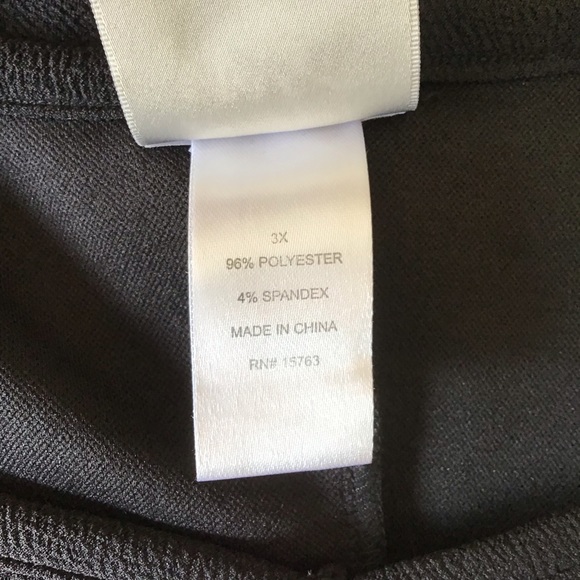 3X
96% POLYESTER
4% SPANDEX
MADE IN CHINA
RN# 15763